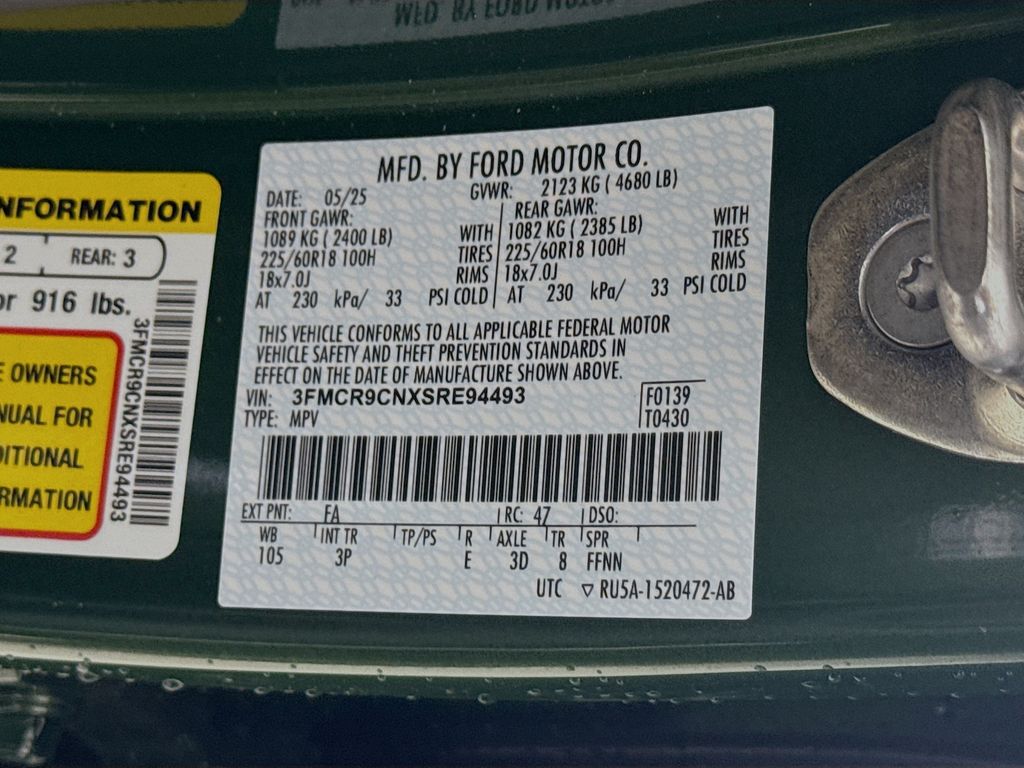 MFD. BY FORD MOTOR CO.
DATE: 05/25 GVWR: 2123 KG ( 4680 LB)
FRONT GAWR: REAR GAWR:
1089 KG ( 2400 LB) WITH 1082 KG ( 2385 LB) WITH
225/60R18 100H TIRES 225/60R18 100H TIRES
18x7.0J RIMS 18x7.0J RIMS
AT 230 kPa/ 33 PSI COLD AT 230 kPa/ 33 PSI COLD
THIS VEHICLE CONFORMS TO ALL APPLICABLE FEDERAL MOTOR
VEHICLE SAFETY AND THEFT PREVENTION STANDARDS IN
EFFECT ON THE DATE OF MANUFACTURE SHOWN ABOVE.
VIN: 3FMCR9CNXSRE94493 F0139
TYPE: MPV T0430
EXT PNT: FA RC: 47 DSO:
WB INT TR TP/PS R AXLE TR SPR
105 3P E 3D 8 FFNN
UTC ▽ RU5A-1520472-AB
NFORMATION
2 REAR: 3
or 916 lbs.
E OWNERS
NUAL FOR
DITIONAL
RMATION
3FMCR9CNXSRE94493